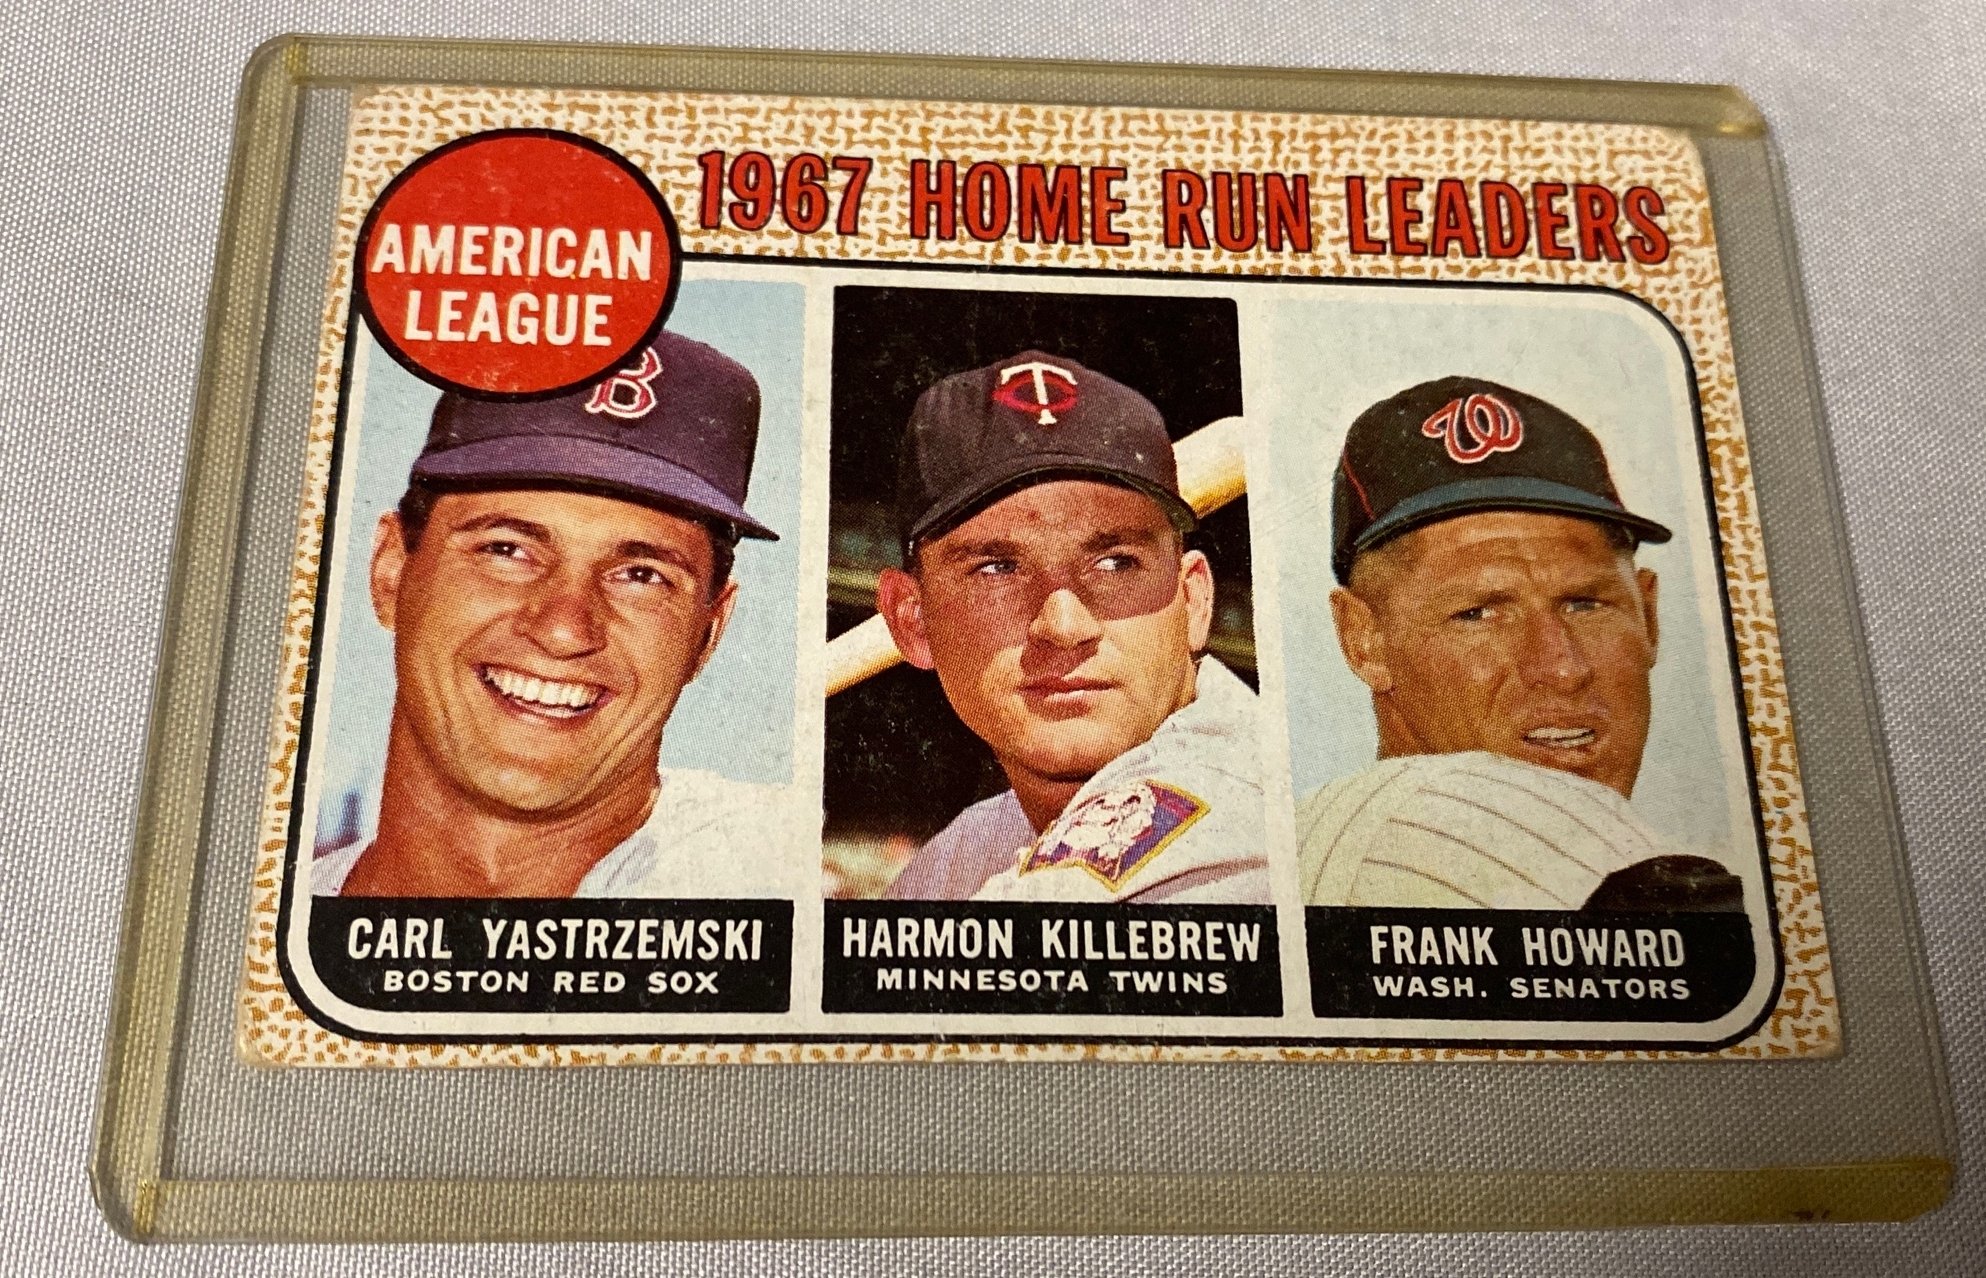 1967 HOME RUN LEADERS
AMERICAN
LEAGUE
B
TC
W
CARL YASTRZEMSKI
BOSTON RED SOX
HARMON KILLEBREW
MINNESOTA TWINS
FRANK HOWARD
WASH. SENATORS